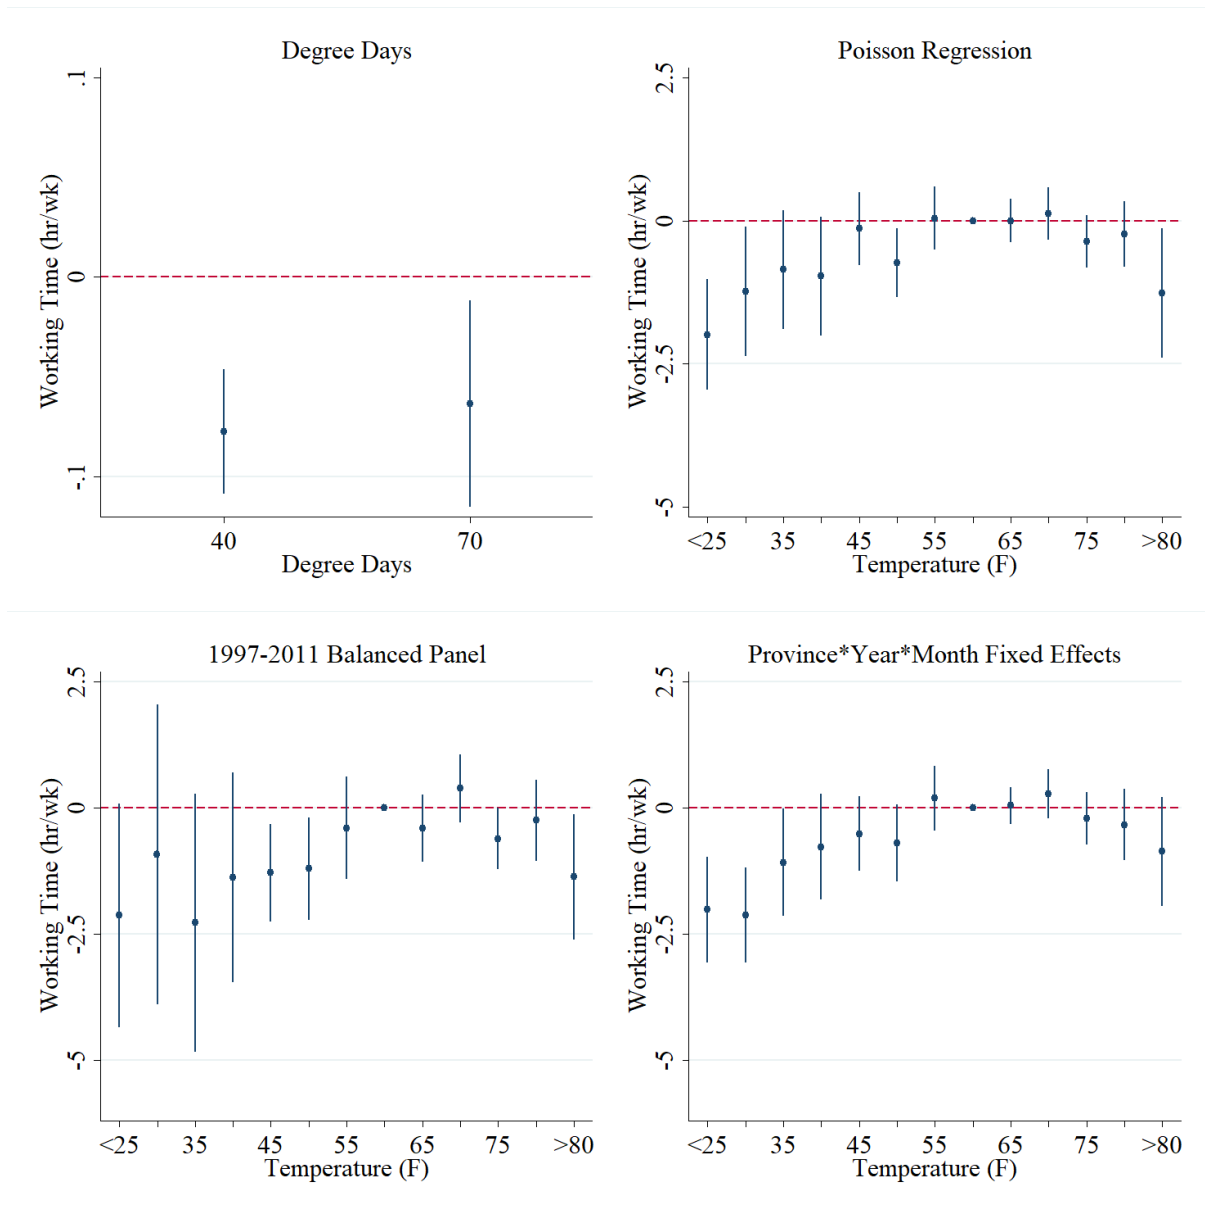 Degree Days
Working Time (hr/wk)
.1
0
-.1
40 70
Degree Days
Poisson Regression
Working Time (hr/wk)
2.5
0
-2.5
-5
<25 35 45 55 65 75 >80
Temperature (F)
1997-2011 Balanced Panel
Working Time (hr/wk)
2.5
0
-2.5
-5
<25 35 45 55 65 75 >80
Temperature (F)
Province*Year*Month Fixed Effects
Working Time (hr/wk)
2.5
0
-2.5
-5
<25 35 45 55 65 75 >80
Temperature (F)